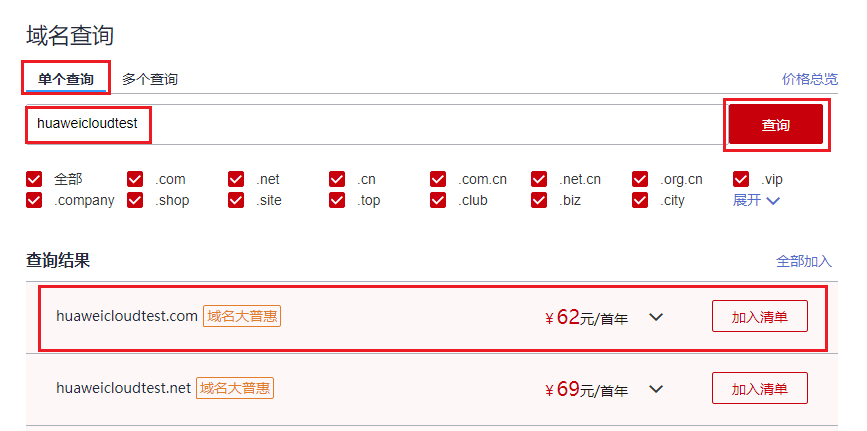 域名查询
单个查询 多个查询 价格总览
huaweicloudtest 查询
全部 .com .net .cn .com.cn .net.cn .org.cn .vip
.company .shop .site .top .club .biz .city 展开
查询结果 全部加入
huaweicloudtest.com 域名大普惠 ¥ 62元/首年 加入清单
huaweicloudtest.net 域名大普惠 ¥ 69元/首年 加入清单